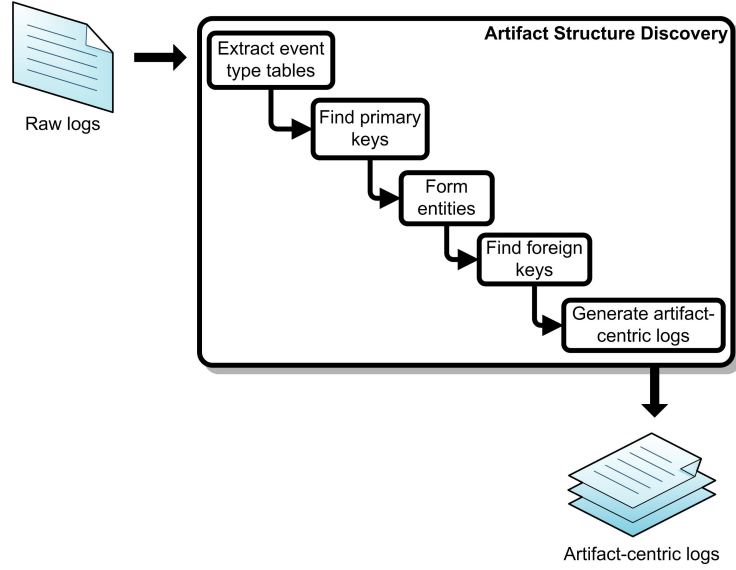 Artifact Structure Discovery
Raw logs
Extract event
type tables
Find primary
keys
Form
entities
Find foreign
keys
Generate artifact-
centric logs
Artifact-centric logs